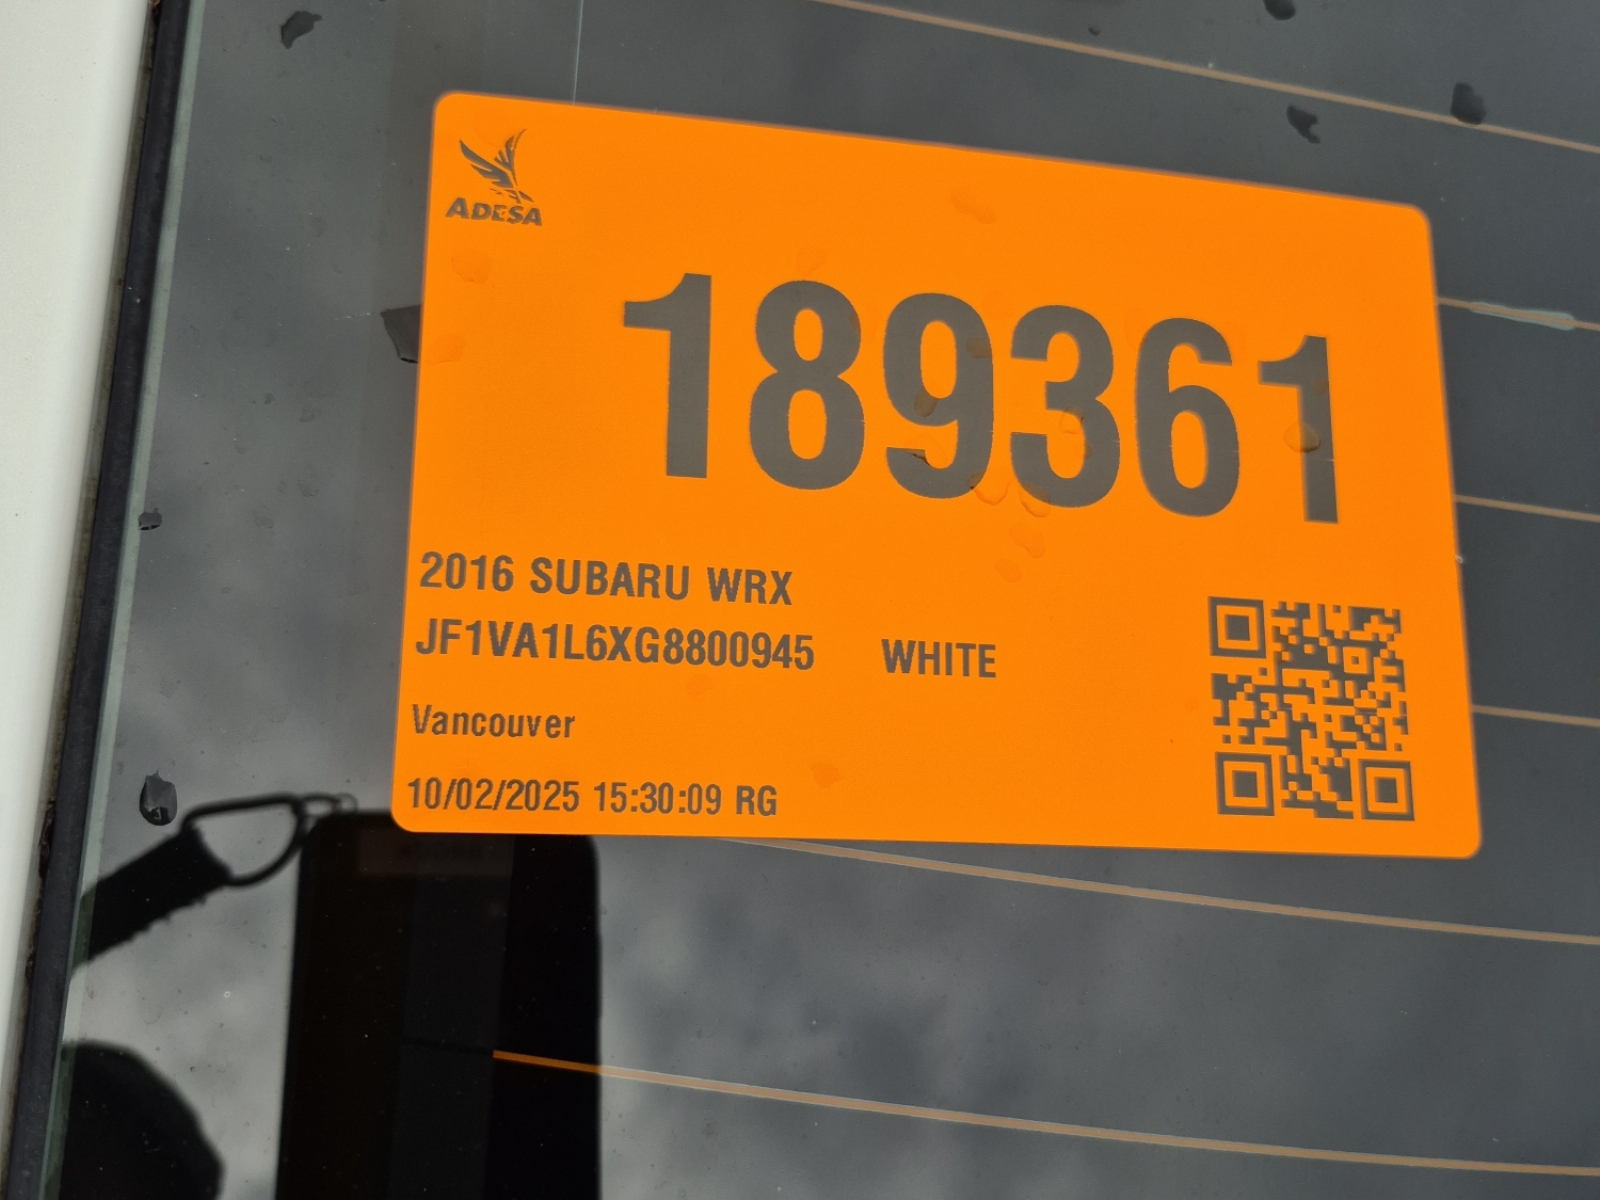 ADESA
189361
2016 SUBARU WRX
JF1VA1L6XG8800945 WHITE
Vancouver
10/02/2025 15:30:09 RG